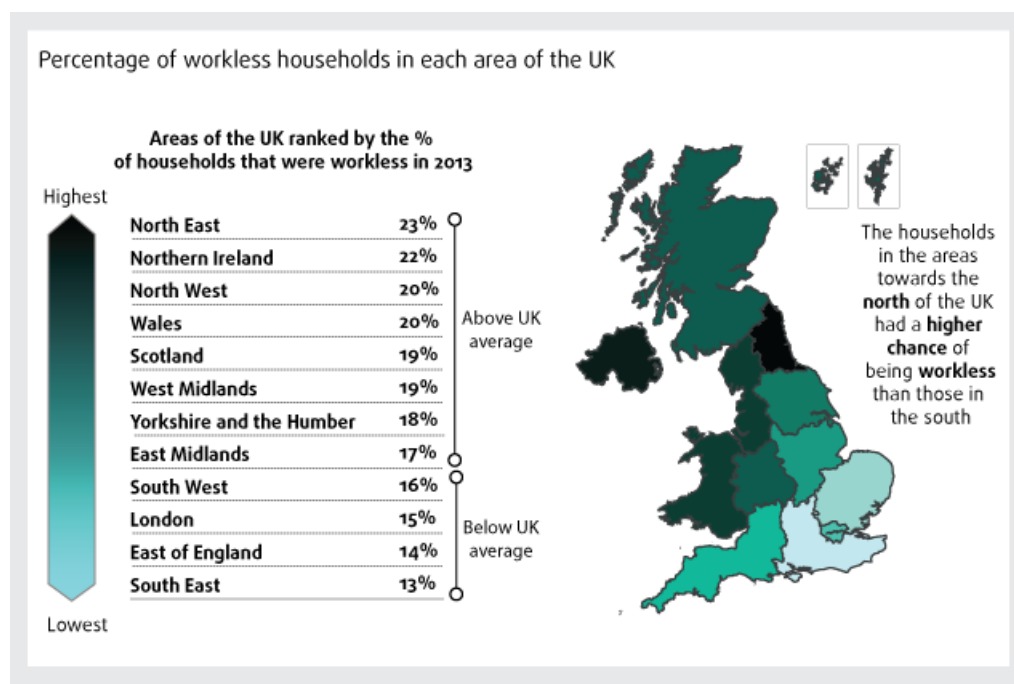 Percentage of workless households in each area of the UK
Areas of the UK ranked by the %
of households that were workless in 2013
Highest
North East 23%
Northern Ireland 22%
North West 20%
Wales 20%
Scotland 19%
West Midlands 19%
Yorkshire and the Humber 18%
East Midlands 17%
South West 16%
London 15%
East of England 14%
South East 13%
Lowest
Above UK
average
Below UK
average
The households
in the areas
towards the
north of the UK
had a higher
chance of
being workless
than those in
the south